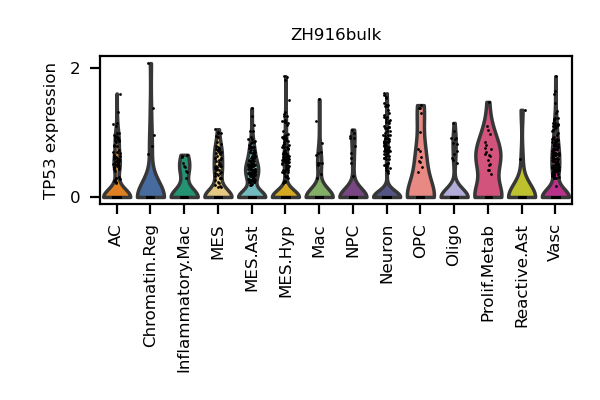 ZH916bulk
TP53 expression
2
0
AC
Chromatin.Reg
Inflammatory.Mac
MES
MES.Ast
MES.Hyp
Mac
NPC
Neuron
OPC
Oligo
Prolif.Metab
Reactive.Ast
Vasc